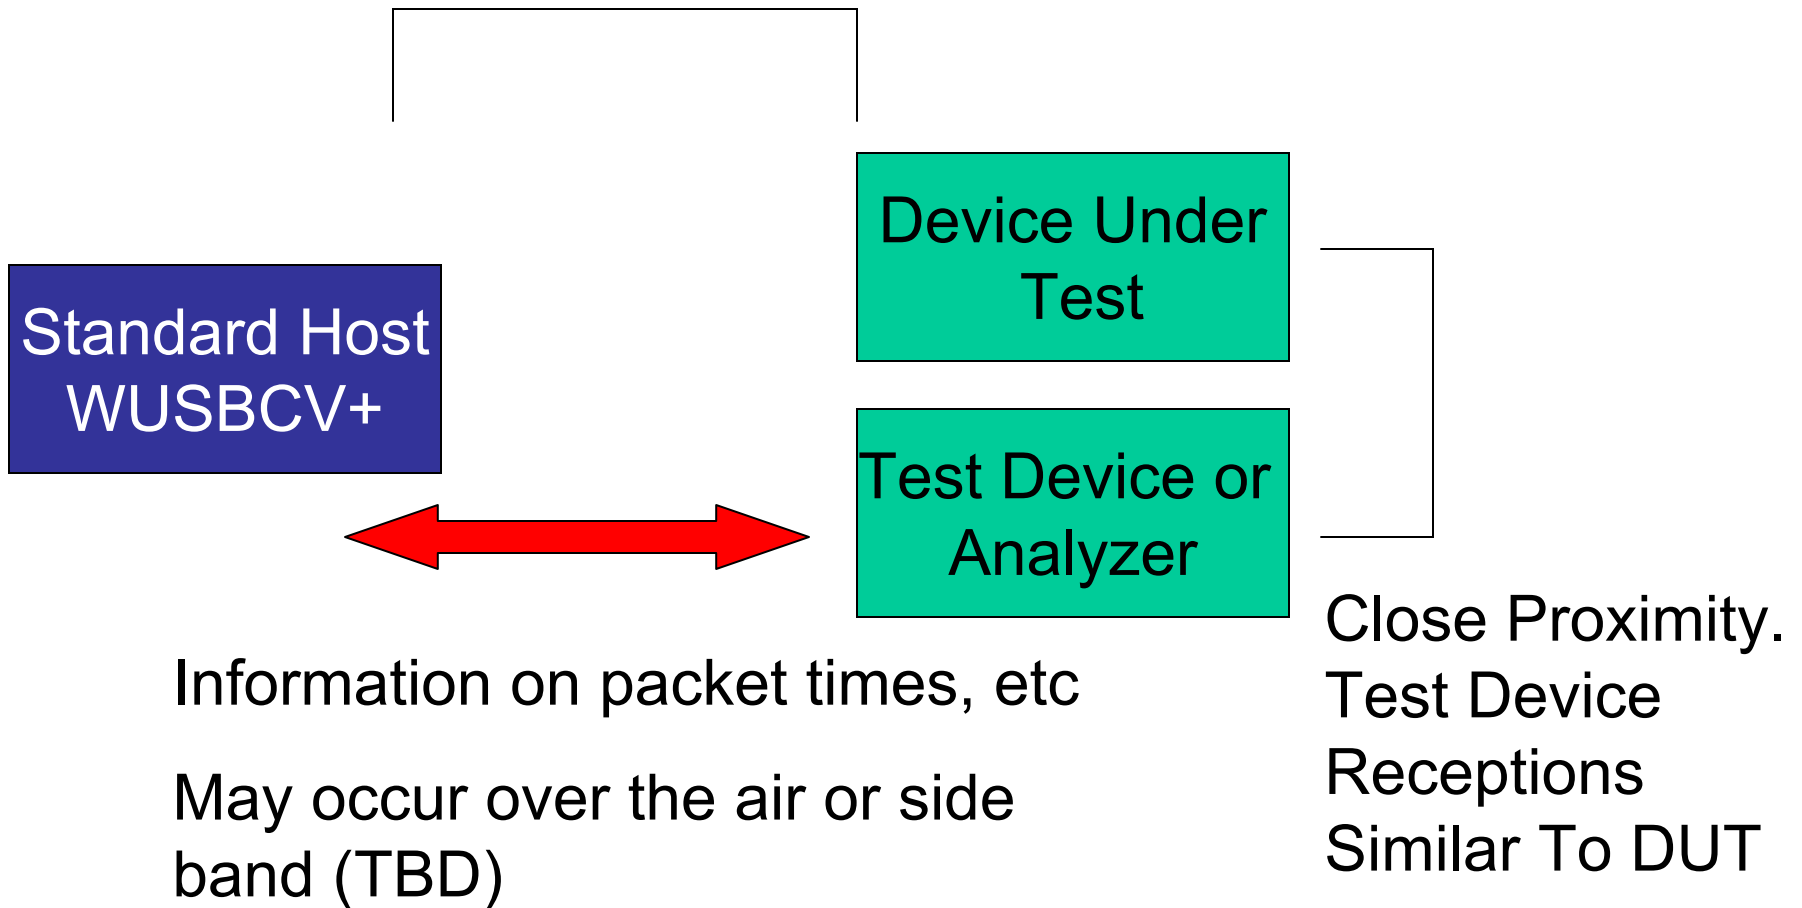 Device Under
Test
Standard Host
WUSBCV+
Test Device or
Analyzer
Information on packet times, etc
May occur over the air or side
band (TBD)
Close Proximity.
Test Device
Receptions
Similar To DUT